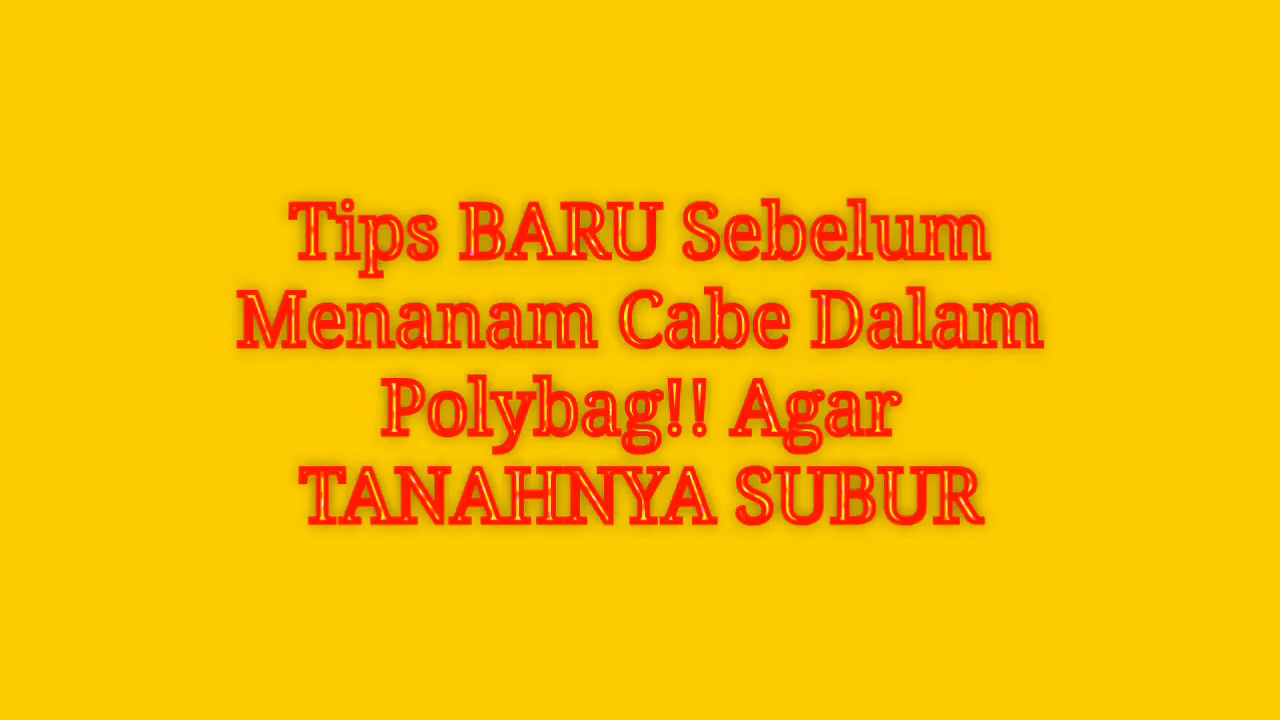 Tips BARU Sebelum
Menanam Cabe Dalam
Polybag!! Agar
TANAHNYA SUBUR